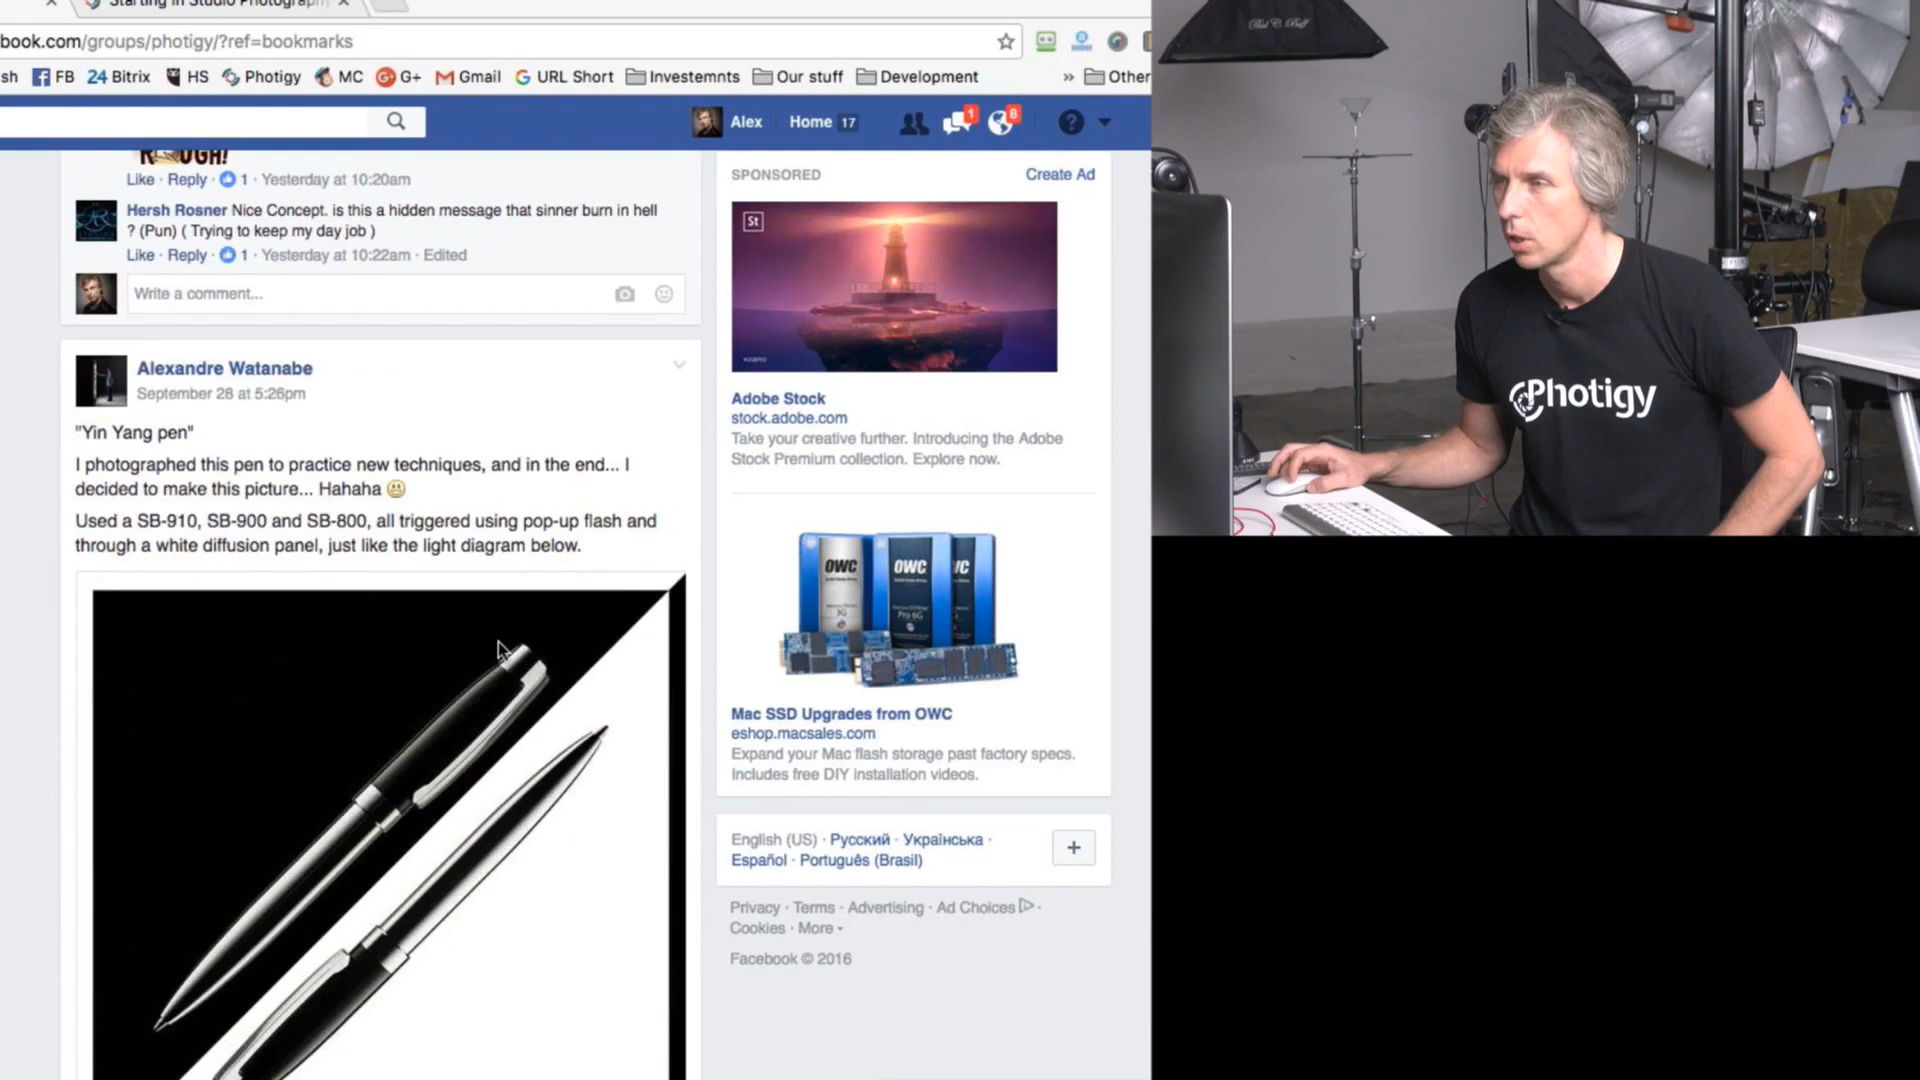 Starting in Studio Photography
book.com/groups/photigy/?ref=bookmarks
sh FB 24 Bitrix HS Photigy MC G+ Gmail URL Short Investemnts Our stuff Development » Other
Alex Home 17 1 8
ROUGH!
Like · Reply · 1 · Yesterday at 10:20am
Hersh Rosner Nice Concept. is this a hidden message that sinner burn in hell
? (Pun) ( Trying to keep my day job )
Like · Reply · 1 · Yesterday at 10:22am · Edited
Write a comment...
Alexandre Watanabe
September 28 at 5:26pm
"Yin Yang pen"
I photographed this pen to practice new techniques, and in the end... I
decided to make this picture... Hahaha
Used a SB-910, SB-900 and SB-800, all triggered using pop-up flash and
through a white diffusion panel, just like the light diagram below.
SPONSORED Create Ad
St
Adobe Stock
stock.adobe.com
Take your creative further. Introducing the Adobe
Stock Premium collection. Explore now.
OWC OWC
Pro 6G
Mac SSD Upgrades from OWC
eshop.macsales.com
Expand your Mac flash storage past factory specs.
Includes free DIY installation videos.
English (US) · Русский · Українська ·
Español · Português (Brasil)
+
Privacy · Terms · Advertising · Ad Choices ·
Cookies · More
Facebook © 2016
Photigy